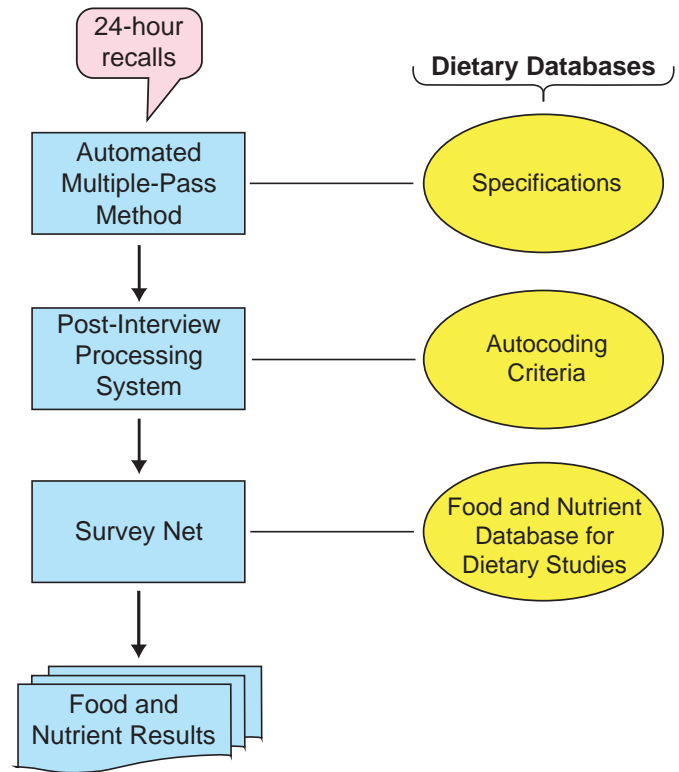 24-hour
recalls
Dietary Databases
Automated
Multiple-Pass
Method
Specifications
Post-Interview
Processing
System
Autocoding
Criteria
Survey Net
Food and Nutrient
Database for
Dietary Studies
Food and
Nutrient Results